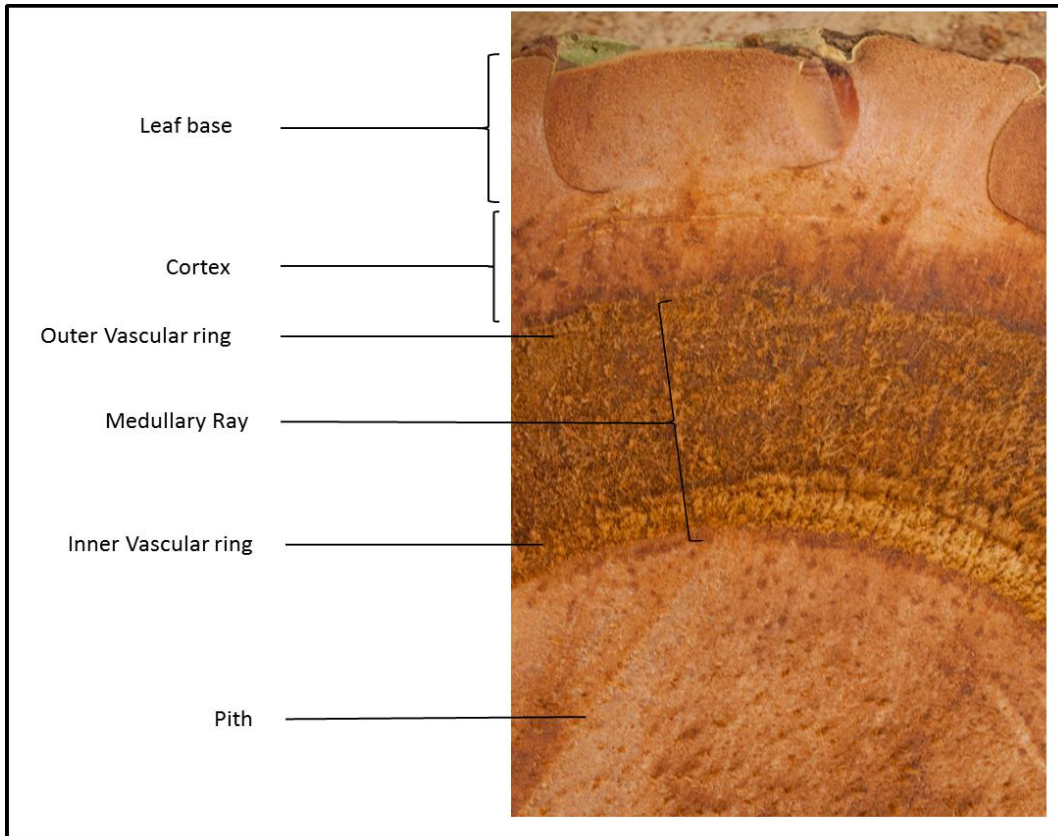 Leaf base
Cortex
Outer Vascular ring
Medullary Ray
Inner Vascular ring
Pith